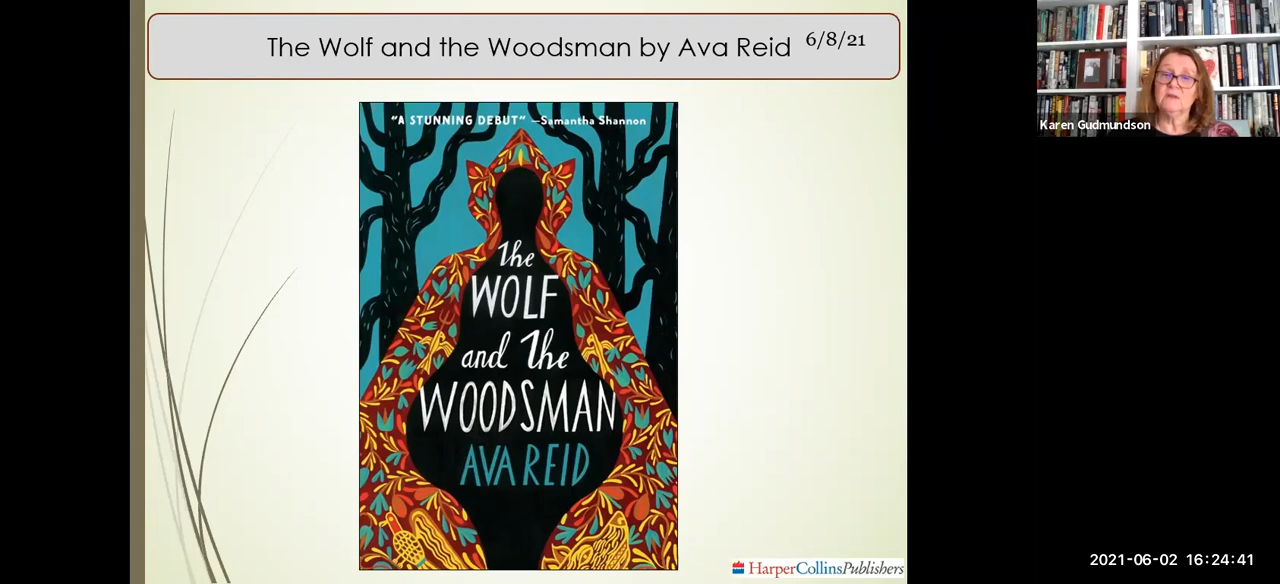 The Wolf and the Woodsman by Ava Reid 6/8/21
"A STUNNING DEBUT" —Samantha Shannon
The
WOLF
and The
WOODSMAN
AVA REID
HarperCollinsPublishers
Karen Gudmundson
2021-06-02 16:24:41